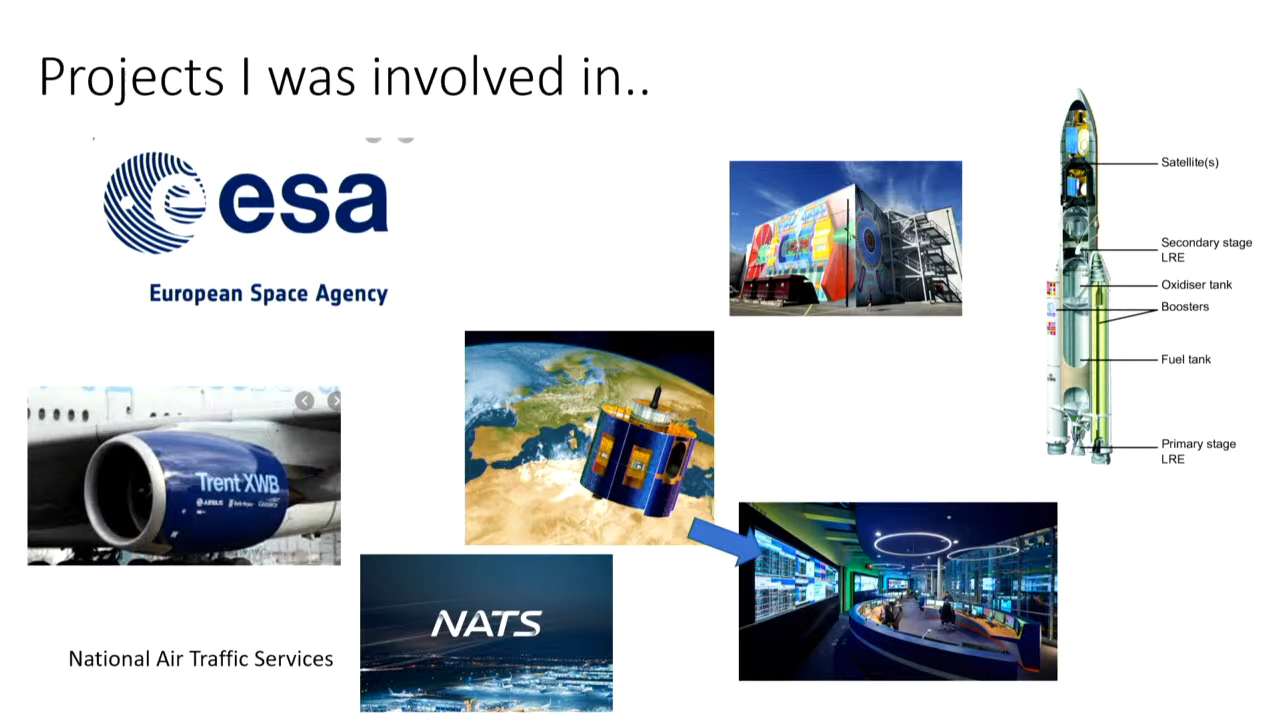 Projects I was involved in..
esa
European Space Agency
Satellite(s)
Secondary stage
LRE
Oxidiser tank
Boosters
Fuel tank
Primary stage
LRE
Trent XWB
AIRBUS
NATS
National Air Traffic Services